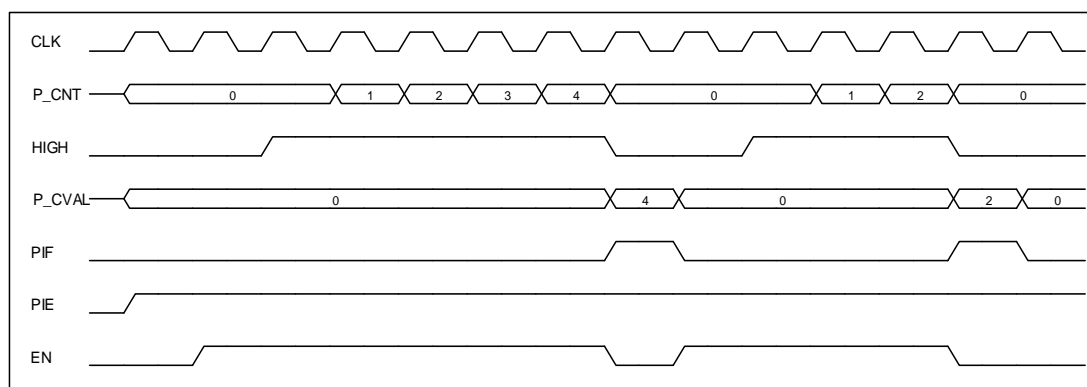 CLK
P_CNT 0 1 2 3 4 0 1 2 0
HIGH
P_CVAL 0 4 0 2 0
PIF
PIE
EN